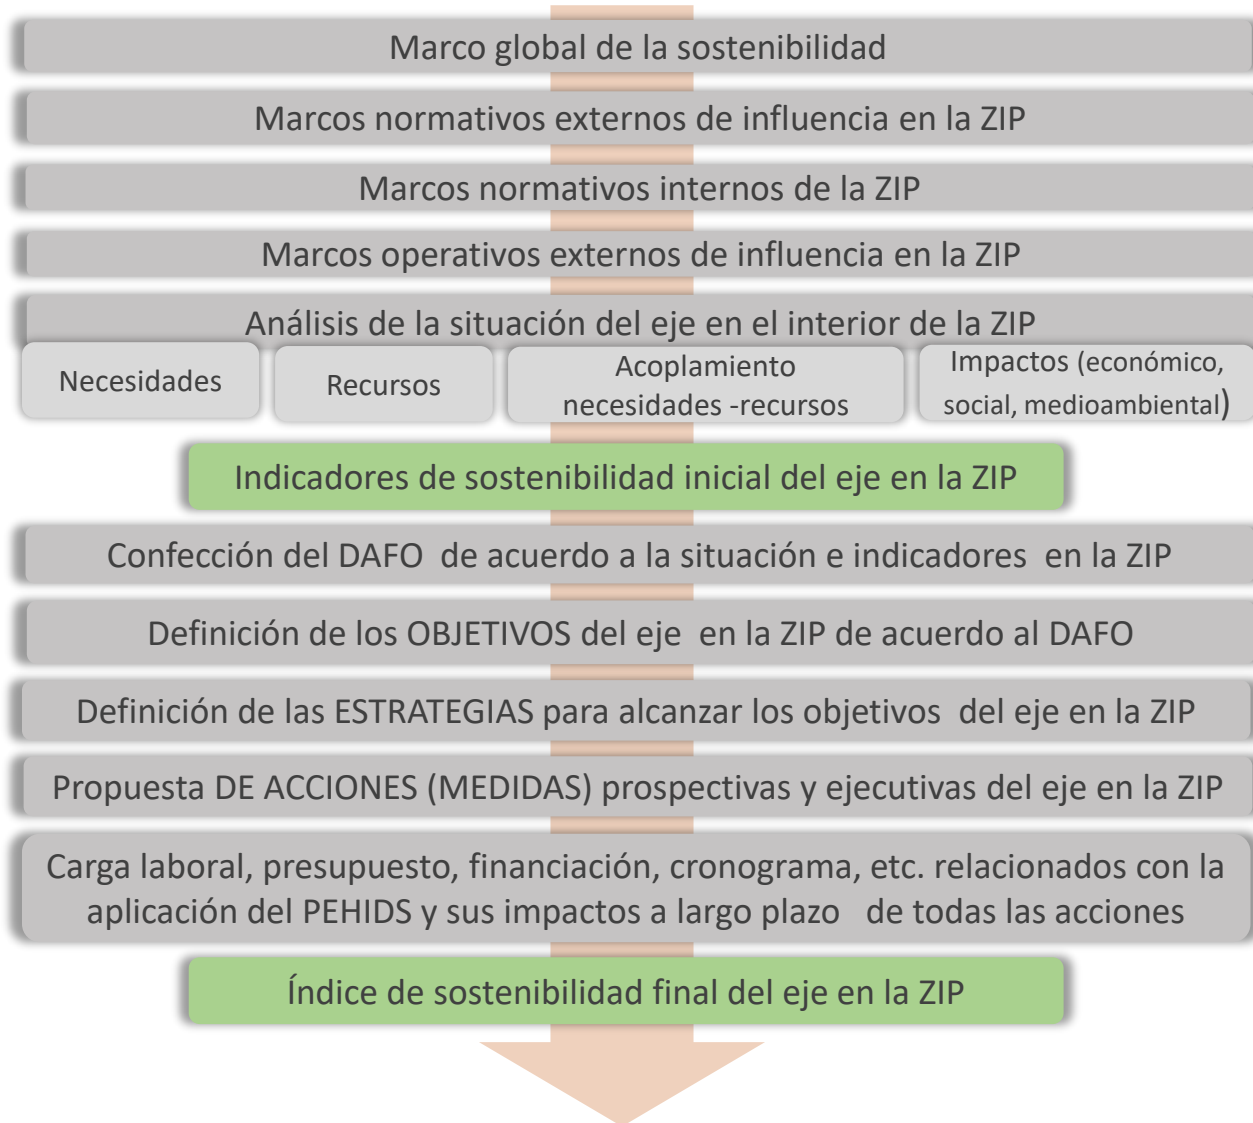 Marco global de la sostenibilidad
Marcos normativos externos de influencia en la ZIP
Marcos normativos internos de la ZIP
Marcos operativos externos de influencia en la ZIP
Análisis de la situación del eje en el interior de la ZIP
Necesidades
Recursos
Acoplamiento
necesidades -recursos
Impactos (económico,
social, medioambiental)
Indicadores de sostenibilidad inicial del eje en la ZIP
Confección del DAFO de acuerdo a la situación e indicadores en la ZIP
Definición de los OBJETIVOS del eje en la ZIP de acuerdo al DAFO
Definición de las ESTRATEGIAS para alcanzar los objetivos del eje en la ZIP
Propuesta DE ACCIONES (MEDIDAS) prospectivas y ejecutivas del eje en la ZIP
Carga laboral, presupuesto, financiación, cronograma, etc. relacionados con la
aplicación del PEHIDS y sus impactos a largo plazo de todas las acciones
Índice de sostenibilidad final del eje en la ZIP